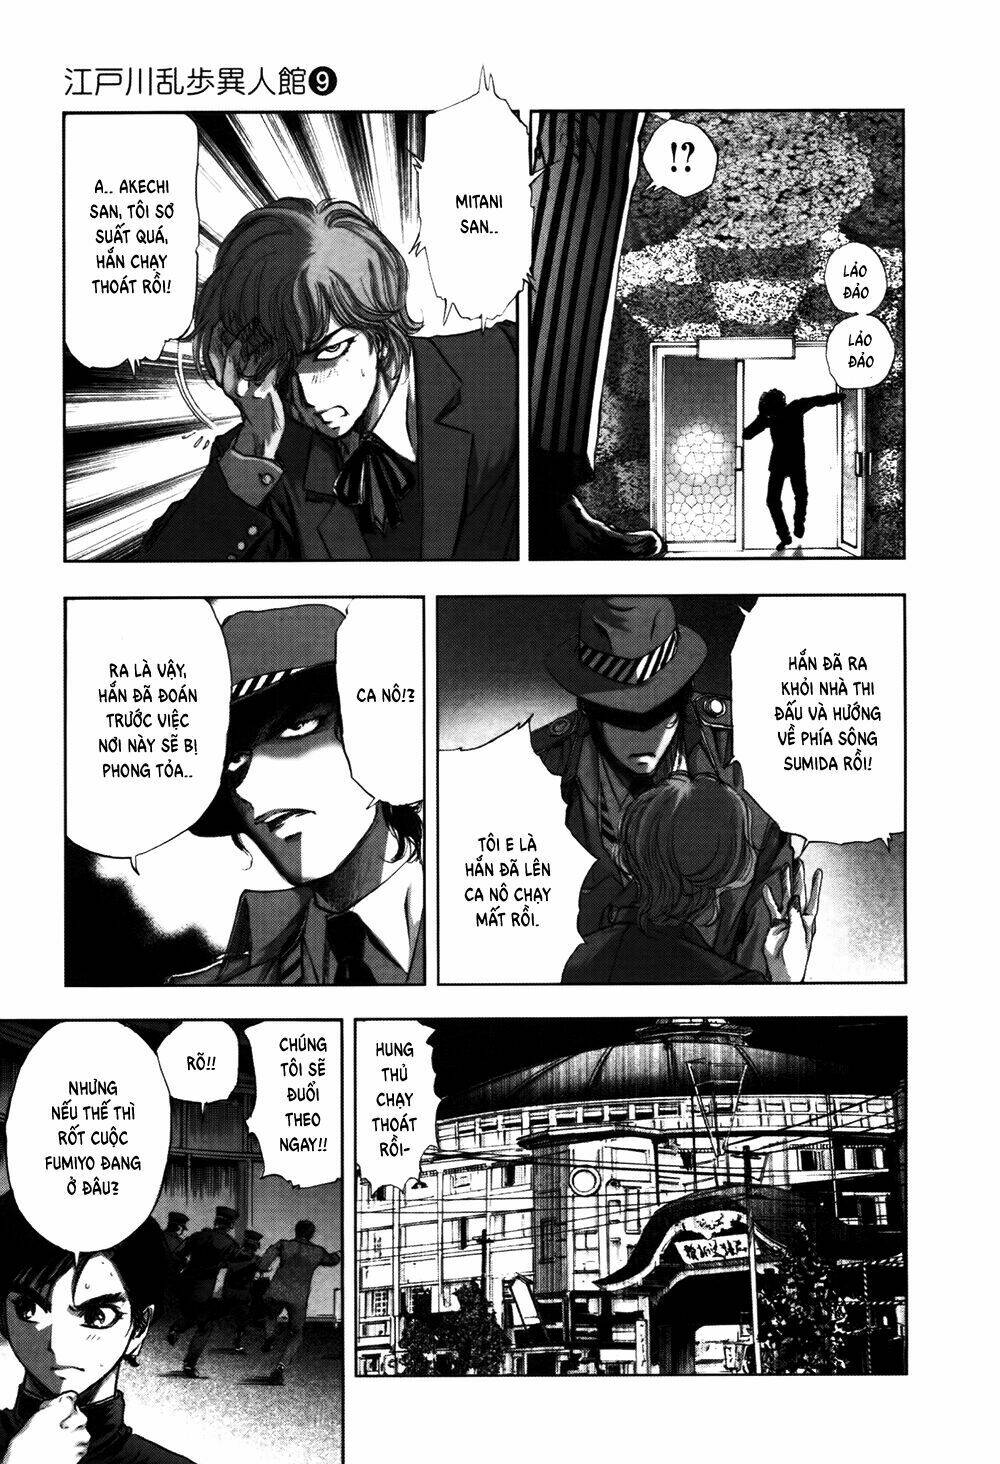 江戸川乱歩異人館❾
!?
LẢO
ĐẢO
LẢO
ĐẢO
MITANI
SAN..
A.. AKECHI
SAN, TÔI SƠ
SUẤT QUÁ,
HẮN CHẠY
THOÁT RỒI!
HẮN ĐÃ RA
KHỎI NHÀ THI
ĐẤU VÀ HƯỚNG
VỀ PHÍA SÔNG
SUMIDA RỒI!
TÔI E LÀ
HẮN ĐÃ LÊN
CA NÔ CHẠY
MẤT RỒI.
CA NÔ!?
RA LÀ VẬY,
HẮN ĐÃ ĐOÁN
TRƯỚC VIỆC
NƠI NÀY SẼ BỊ
PHONG TỎA..
HUNG
THỦ
CHẠY
THOÁT
RỒI-
CHÚNG
TÔI SẼ
ĐUỔI
THEO
NGAY!!
RÕ!!
NHƯNG
NẾU THẾ THÌ
RỐT CUỘC
FUMIYO ĐANG
Ở ĐÂU?